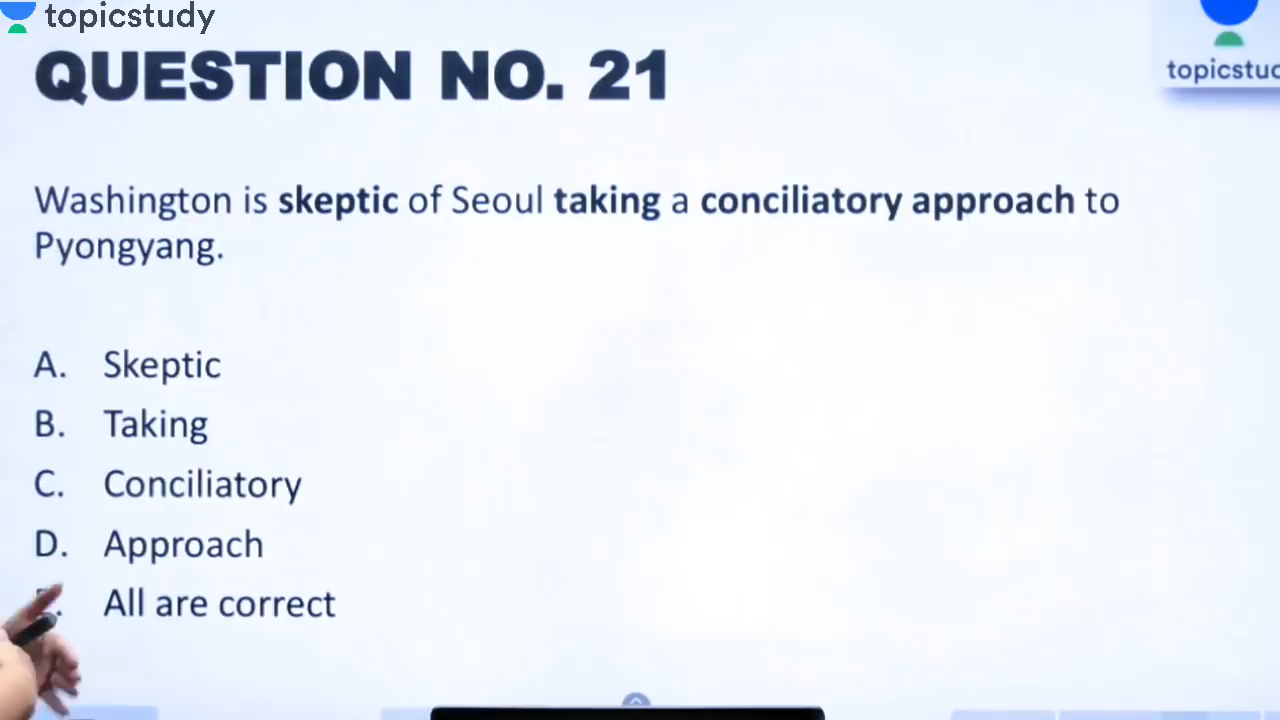 topicstudy
QUESTION NO. 21
Washington is skeptic of Seoul taking a conciliatory approach to
Pyongyang.
A. Skeptic
B. Taking
C. Conciliatory
D. Approach
All are correct